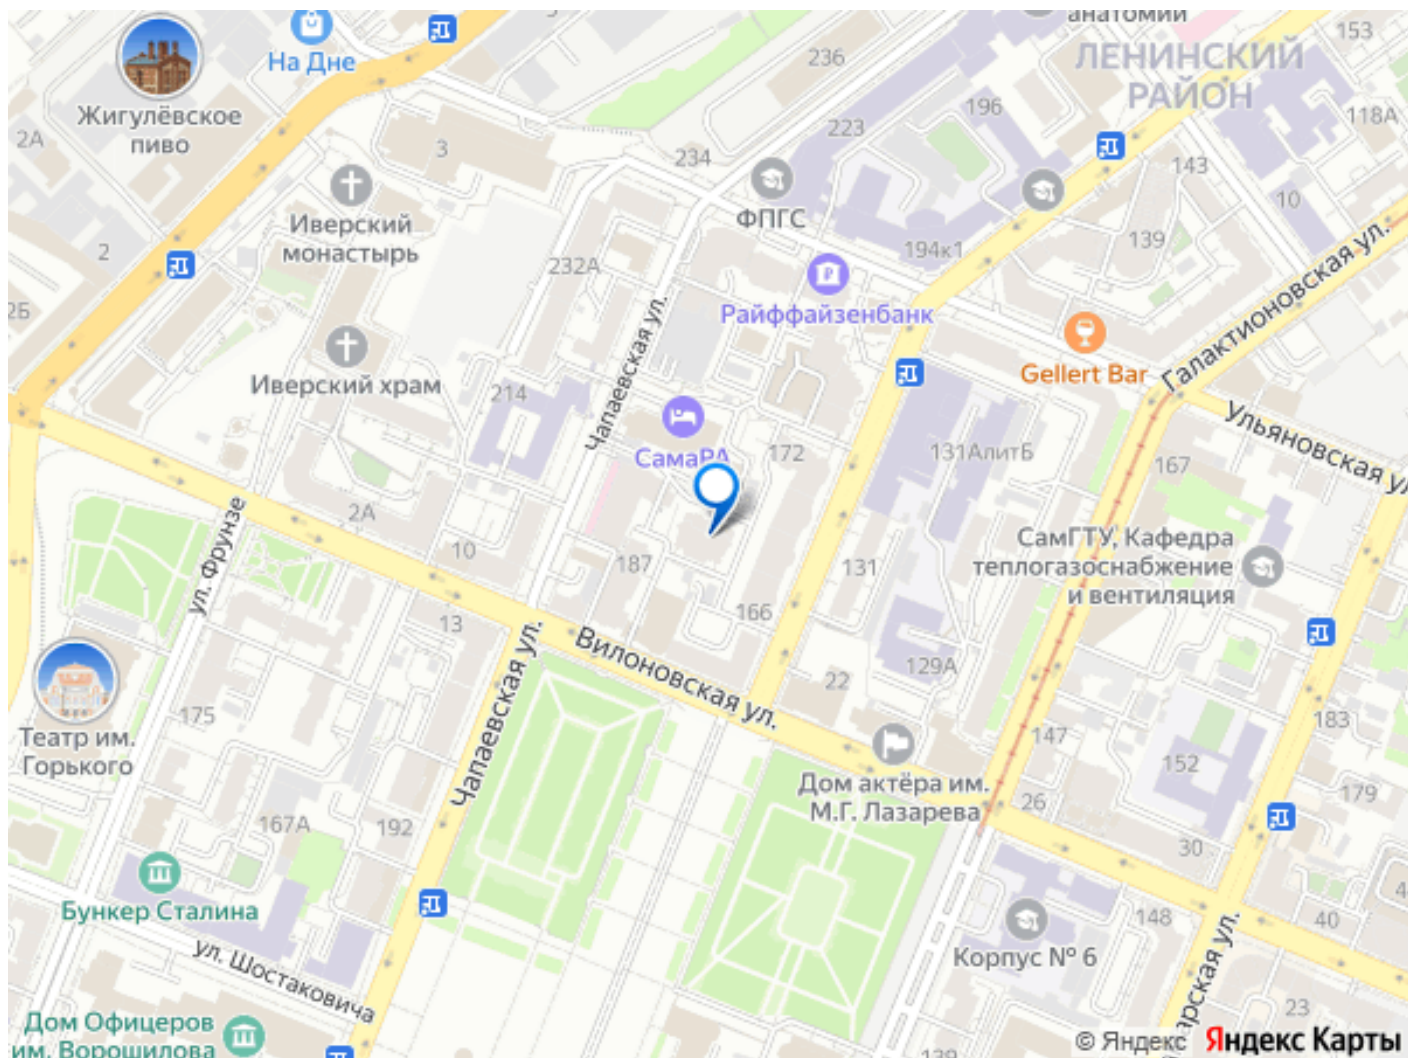 анатомии
153
На Дне
236
ЛЕНИНСКИЙ
РАЙОН
Жигулёвское
пиво
2А
3
223
196
118А
234
143
ФПГС
10
Иверский
монастырь
2
232А
194к1
139
Галактионовская ул.
Райффайзенбанк
Чапаевская ул.
Gellert Bar
Иверский храм
214
Ульяновская
СамаРА
172
131АлитБ
167
ул. Фрунзе
2А
10
187
131
СамГТУ, Кафедра
теплогазоснабжение
и вентиляция
13
166
Вилоновская ул.
129А
22
175
Театр им.
Горького
Чапаевская ул.
147
183
152
Дом актёра им.
М.Г. Лазарева
26
179
167А
192
30
Бункер Сталина
148
40
Корпус № 6
ул. Шостаковича
23
Дом Офицеров
им. Ворошилова
139
арская ул.
© Яндекс Яндекс Карты